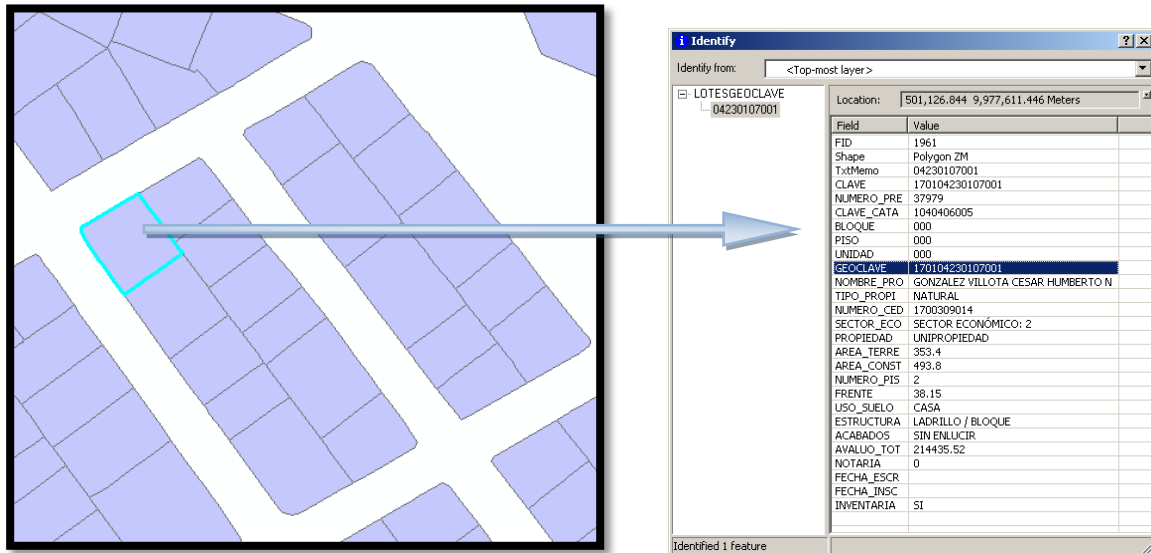 Identify
Identify from: <Top-most layer>
LOTESGEOCLAVE
04230107001
Location: 501,126.844 9,977,611.446 Meters
Field Value
FID 1961
Shape Polygon ZM
TxtMemo 04230107001
CLAVE 170104230107001
NUMERO_PRE 37979
CLAVE_CATA 1040406005
BLOQUE 000
PISO 000
UNIDAD 000
GEOCLAVE 170104230107001
NOMBRE_PRO GONZALEZ VILLOTA CESAR HUMBERTO N
TIPO_PROPI NATURAL
NUMERO_CED 1700309014
SECTOR_ECO SECTOR ECONÓMICO: 2
PROPIEDAD UNIPROPIEDAD
AREA_TERRE 353.4
AREA_CONST 493.8
NUMERO_PIS 2
FRENTE 38.15
USO_SUELO CASA
ESTRUCTURA LADRILLO / BLOQUE
ACABADOS SIN ENLUCIR
AVALUO_TOT 214435.52
NOTARIA 0
FECHA_ESCR
FECHA_INSC
INVENTARIA SI
Identified 1 feature